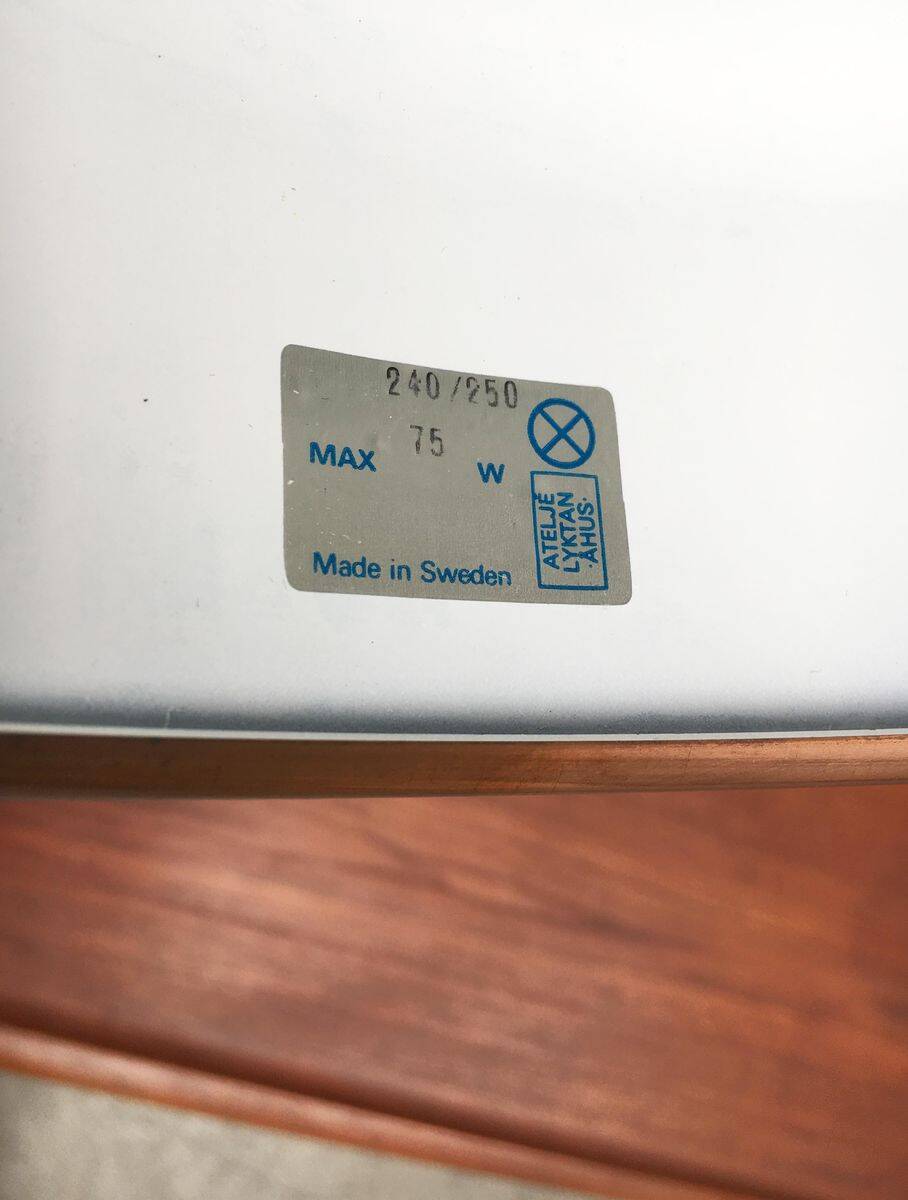 240/250
MAX 75 W
Made in Sweden
ATELJE
LYKTAN
·ÅHUS·